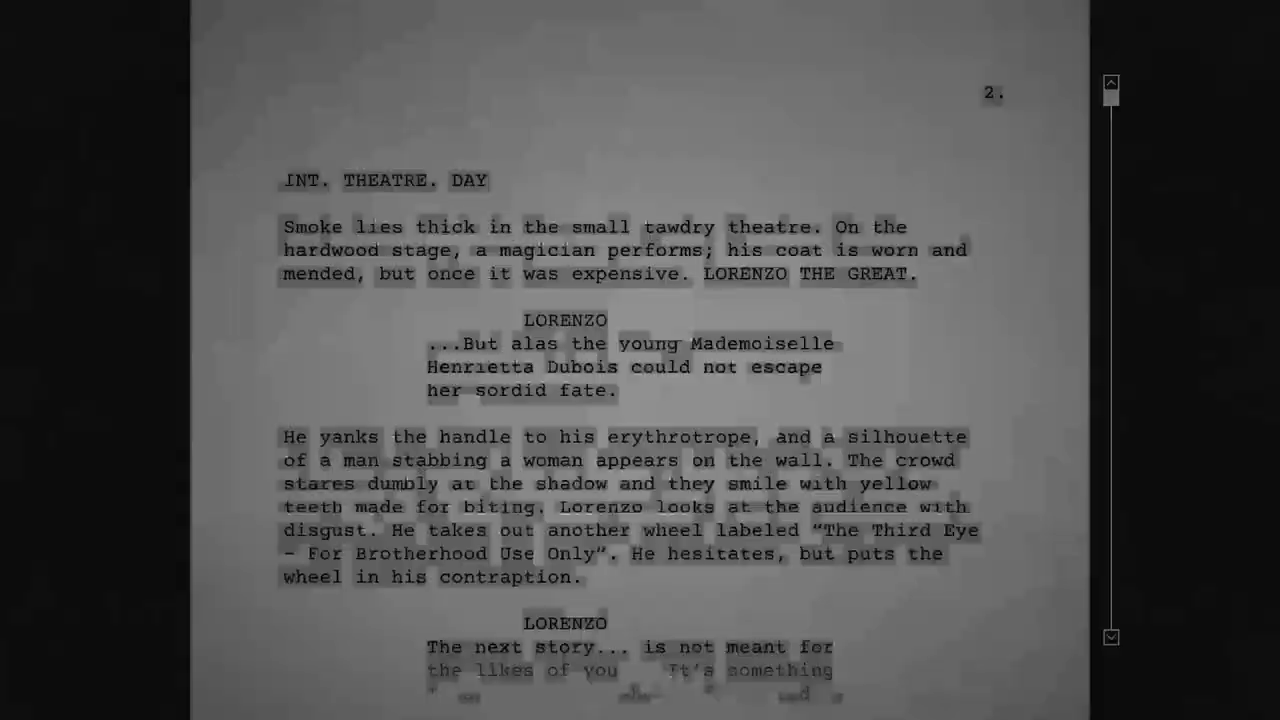 2.
INT. THEATRE. DAY
Smoke lies thick in the small tawdry theatre. On the
hardwood stage, a magician performs; his coat is worn and
mended, but once it was expensive. LORENZO THE GREAT.
LORENZO
...But alas the young Mademoiselle
Henrietta Dubois could not escape
her sordid fate.
He yanks the handle to his erythrotrope, and a silhouette
of a man stabbing a woman appears on the wall. The crowd
stares dumbly at the shadow and they smile with yellow
teeth made for biting. Lorenzo looks at the audience with
disgust. He takes out another wheel labeled “The Third Eye
- For Brotherhood Use Only”. He hesitates, but puts the
wheel in his contraption.
LORENZO
The next story... is not meant for
the likes of you It’s something